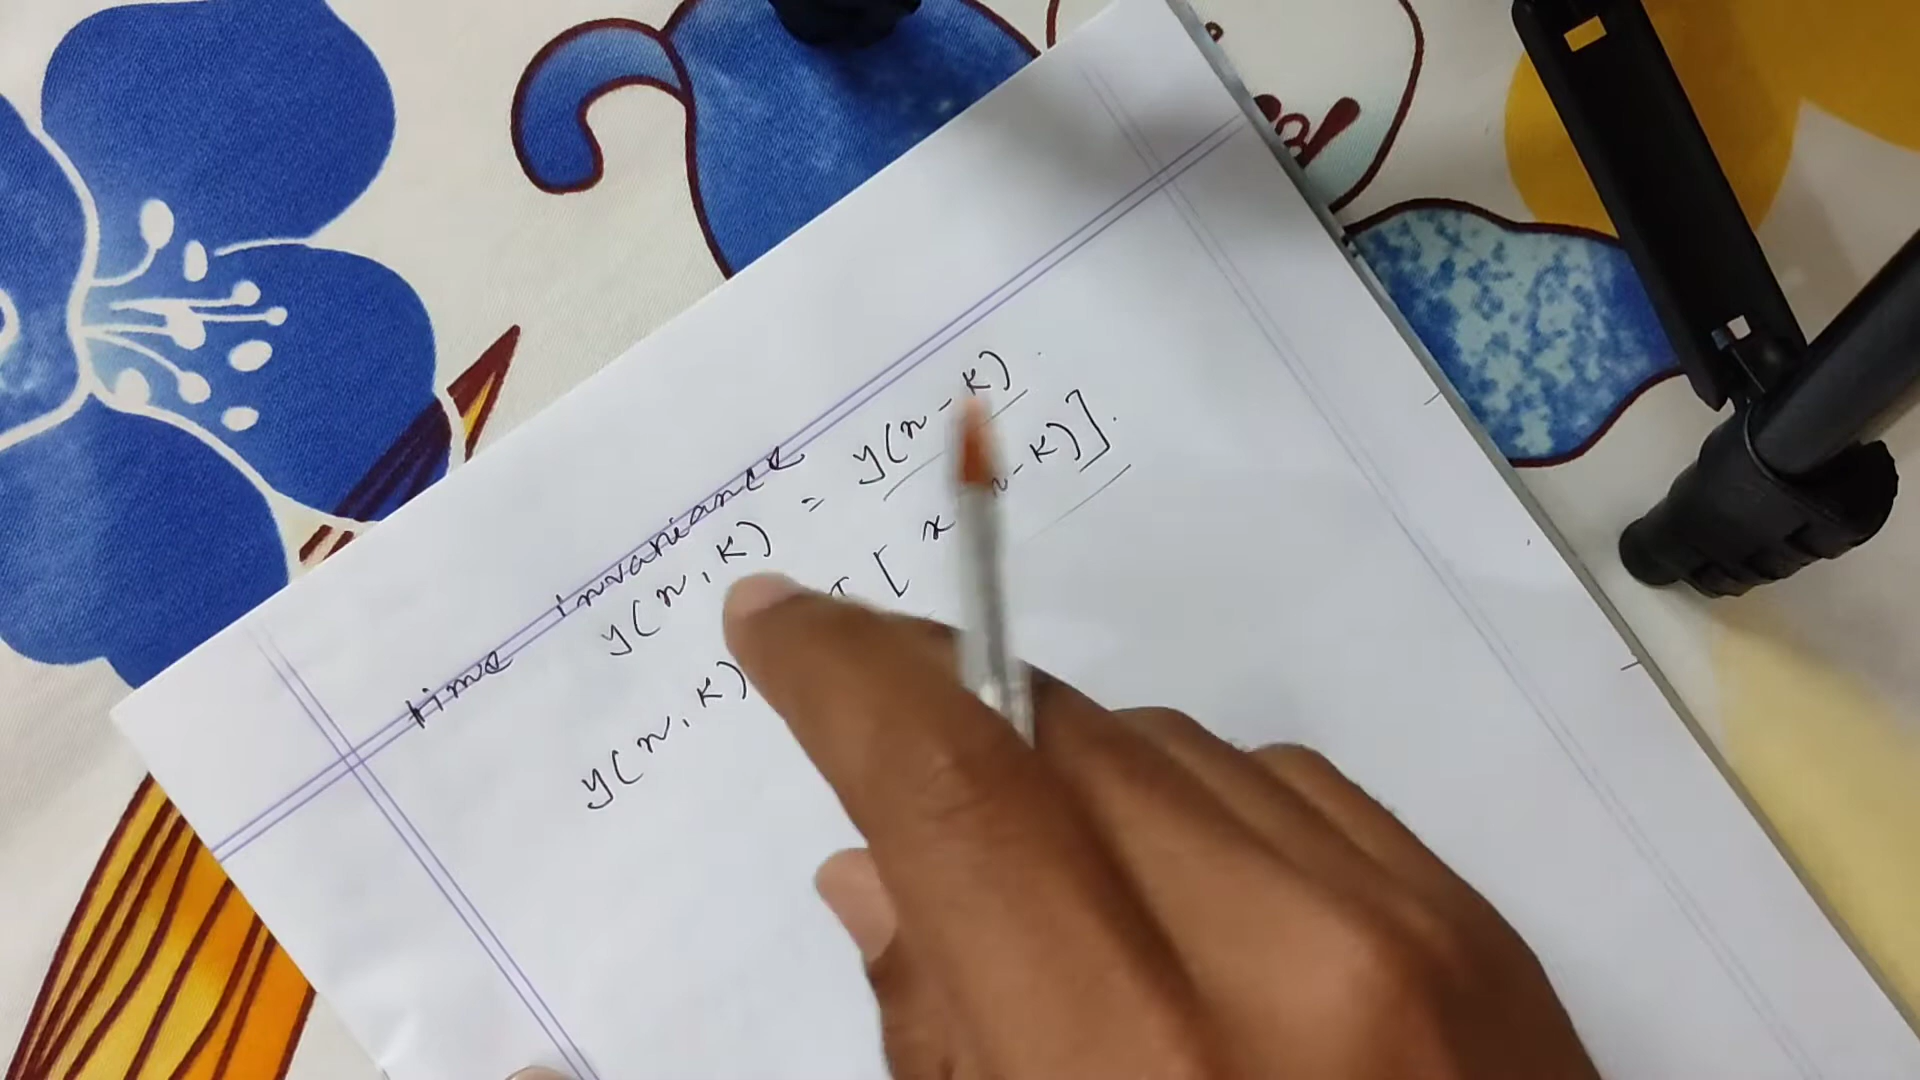 Time invariance
y(n, k) = y(n-k).
y(n, k) T [x n-k)].